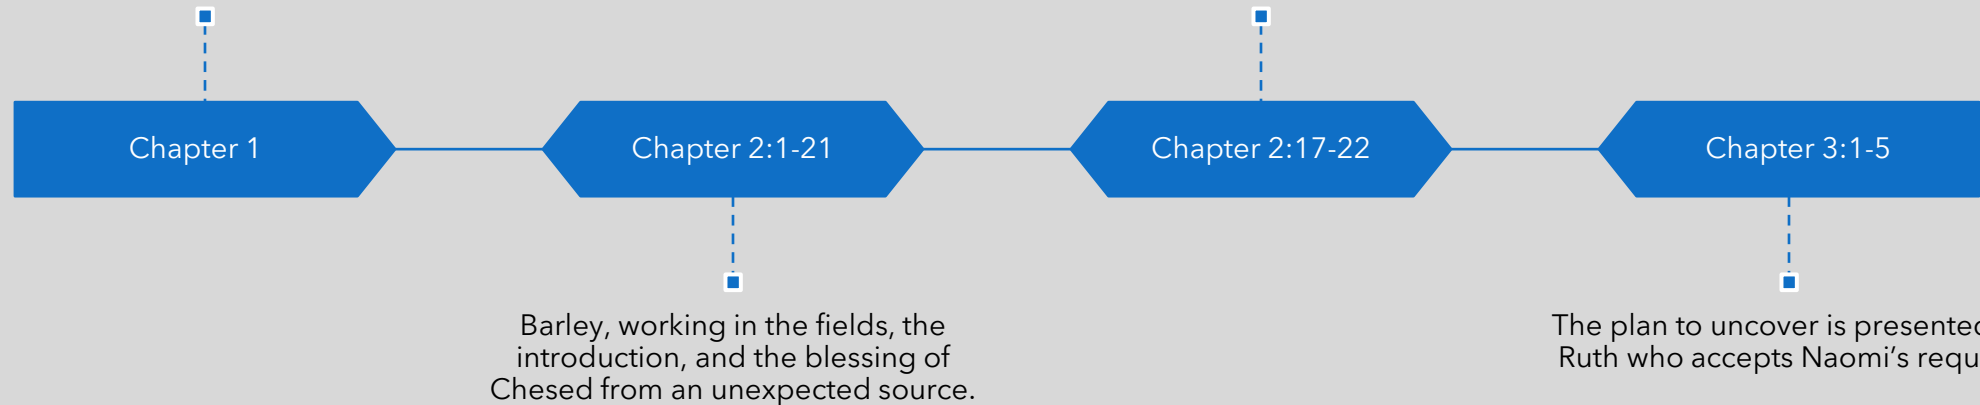 Chapter 1
Chapter 2:1-21
Chapter 2:17-22
Chapter 3:1-5
Barley, working in the fields, the
introduction, and the blessing of
Chesed from an unexpected source.
The plan to uncover is presented
Ruth who accepts Naomi's